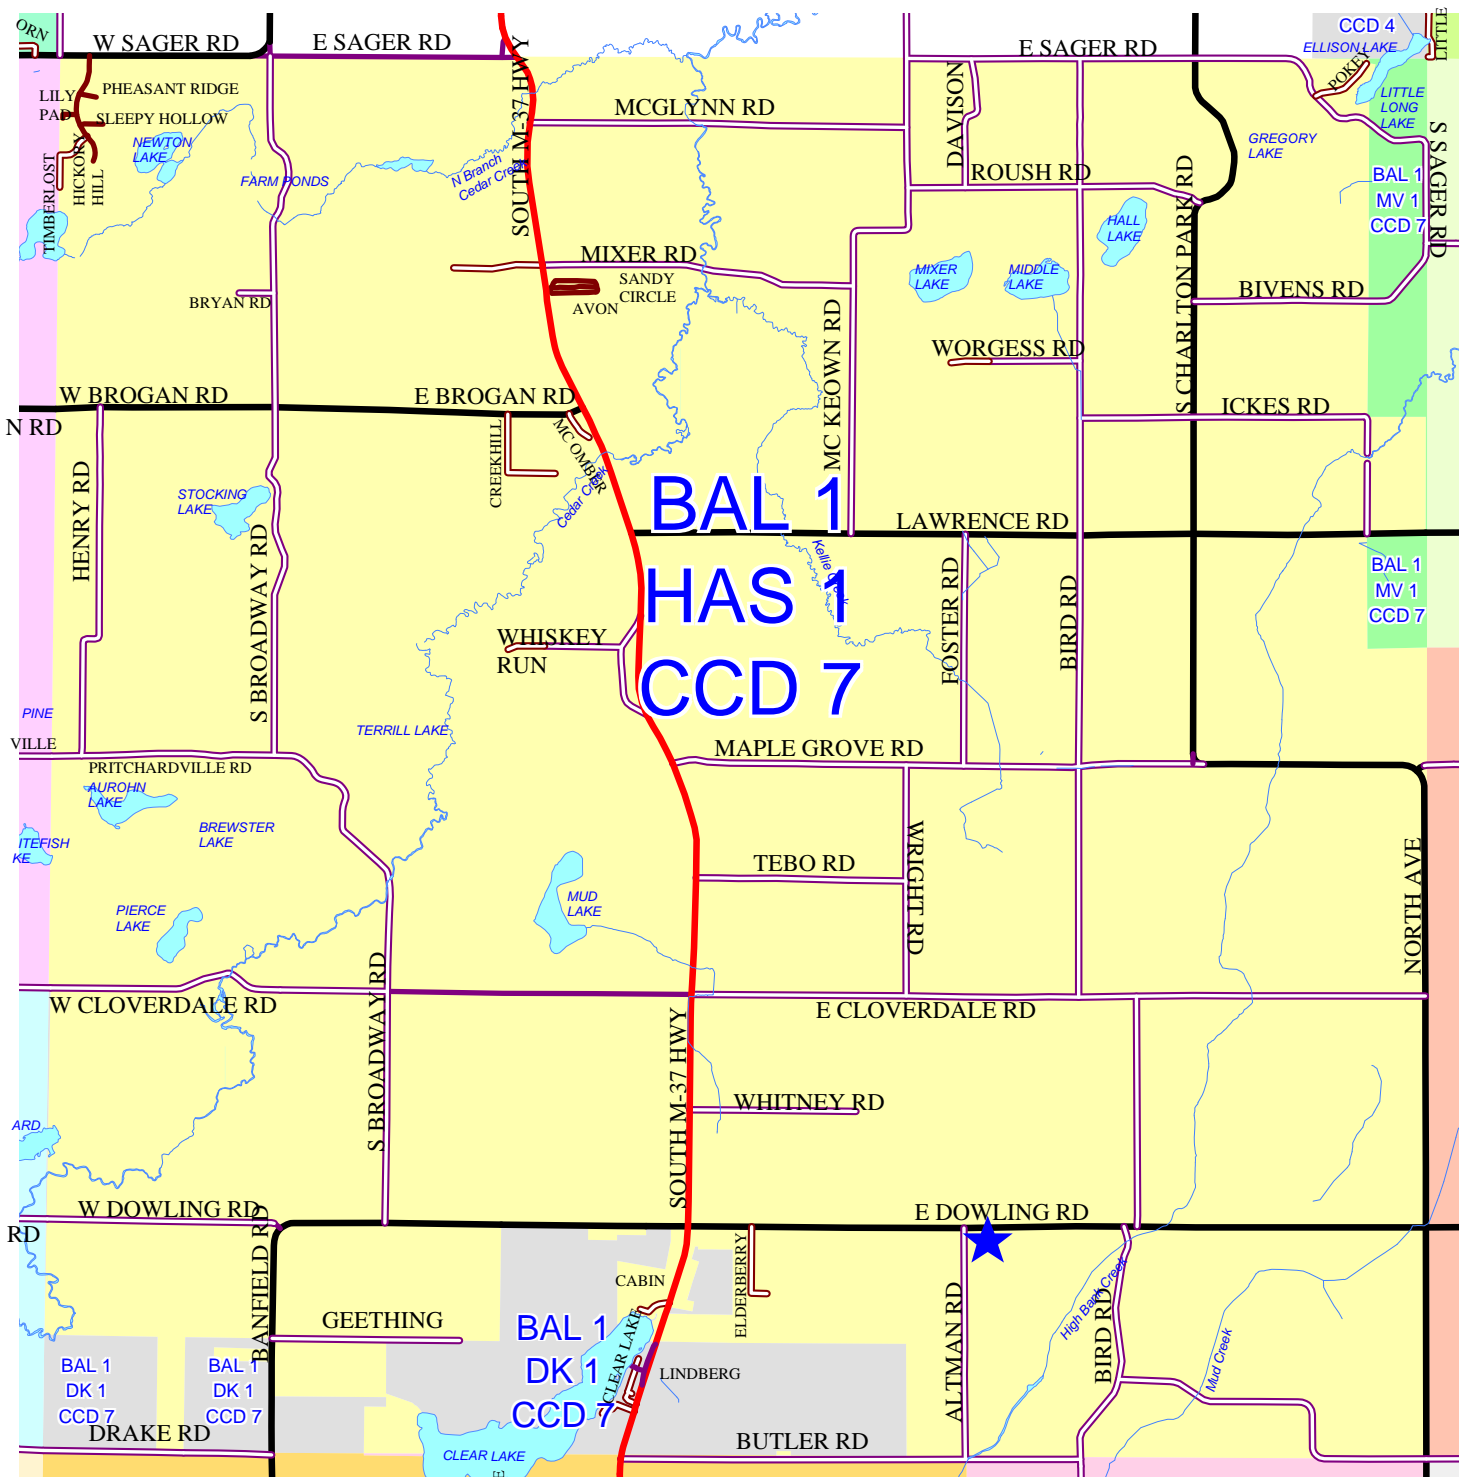 ORN
W SAGER RD
E SAGER RD
SOUTH M-37 HWY
E SAGER RD
CCD 4
ELLISON LAKE
LITTLE
POKEY
LILY
PAD
PHEASANT RIDGE
SLEEPY HOLLOW
MCGLYNN RD
DAVISON
LITTLE
LONG
LAKE
NEWTON
LAKE
HICKORY
HILL
TIMBERLOST
FARM PONDS
N Branch
Cedar Creek
ROUSH RD
GREGORY
LAKE
S SAGER RD
BAL 1
MV 1
CCD 7
S CHARLTON PARK RD
HALL
LAKE
MIXER RD
SANDY
CIRCLE
AVON
MIXER
LAKE
MIDDLE
LAKE
BRYAN RD
BIVENS RD
MC KEOWN RD
WORGESS RD
W BROGAN RD
E BROGAN RD
N RD
ICKES RD
CREEKHILL
MC OMBER
Cedar Creek
HENRY RD
STOCKING
LAKE
S BROADWAY RD
BAL 1
HAS 1
CCD 7
LAWRENCE RD
Kellie Creek
FOSTER RD
BIRD RD
BAL 1
MV 1
CCD 7
WHISKEY
RUN
PINE
VILLE
TERRILL LAKE
MAPLE GROVE RD
PRITCHARDVILLE RD
AUROHN
LAKE
BREWSTER
LAKE
ITEFISH
KE
WRIGHT RD
TEBO RD
NORTH AVE
MUD
LAKE
PIERCE
LAKE
W CLOVERDALE RD
S BROADWAY RD
SOUTH M-37 HWY
E CLOVERDALE RD
WHITNEY RD
ARD
W DOWLING RD
E DOWLING RD
RD
BANFIELD RD
ELDERBERRY
CABIN
ALTMAN RD
High Bank Creek
BIRD RD
Mud Creek
GEETHING
CLEAR LAKE
LINDBERG
BAL 1
DK 1
CCD 7
BAL 1
DK 1
CCD 7
BAL 1
DK 1
CCD 7
DRAKE RD
CLEAR LAKE
BUTLER RD
E